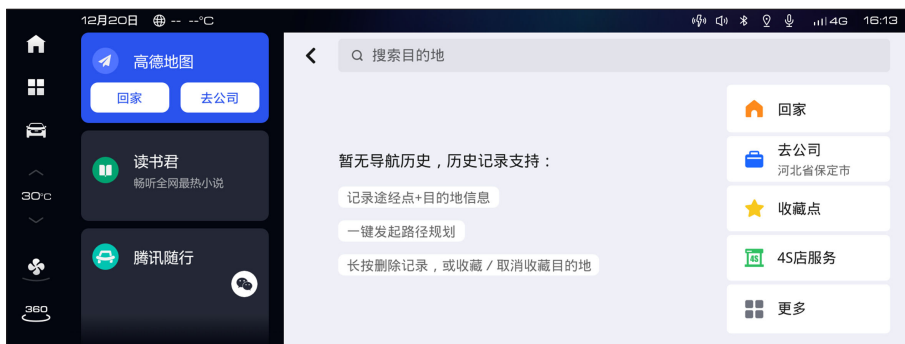 12月20日 -- --°C 4G 16:13
30°C
360
高德地图
回家 去公司
读书君
畅听全网最热小说
腾讯随行
搜索目的地
暂无导航历史，历史记录支持：
记录途经点+目的地信息
一键发起路径规划
长按删除记录，或收藏 / 取消收藏目的地
回家
去公司
河北省保定市
收藏点
4S 4S店服务
更多